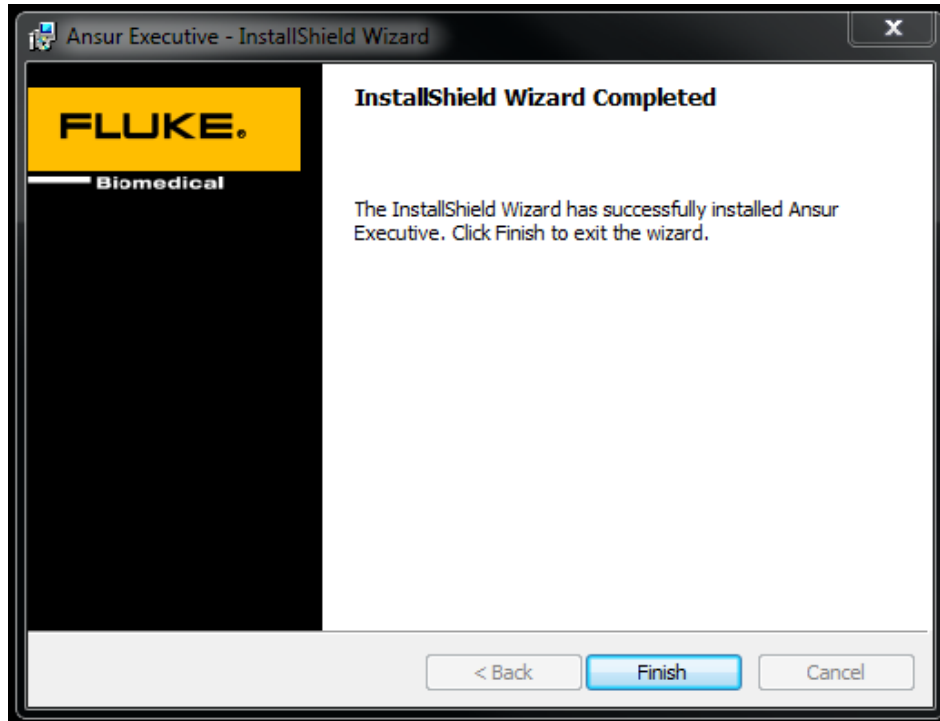 Ansur Executive - InstallShield Wizard
X
FLUKE®
Biomedical
InstallShield Wizard Completed
The InstallShield Wizard has successfully installed Ansur
Executive. Click Finish to exit the wizard.
< Back
Finish
Cancel